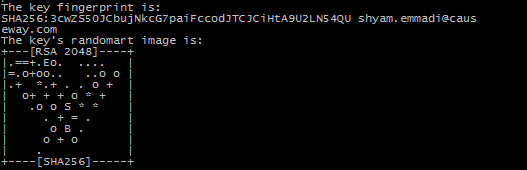 The key fingerprint is:
SHA256:3cwZS5OJCbujNkcG7paiFccodJTCJCiHtA9U2LN54QU shyam.emmadi@caus
eway.com
The key's randomart image is:
+---[RSA 2048]----+
|.==+.Eo.  ....   |
|=.o+oo..   ..o o |
|.+  *.+ . . o +  |
|  o+ + + o * +   |
|   .o o S * *    |
|     . + = .     |
|      o B .      |
|     o + o       |
|    .            |
+----[SHA256]-----+